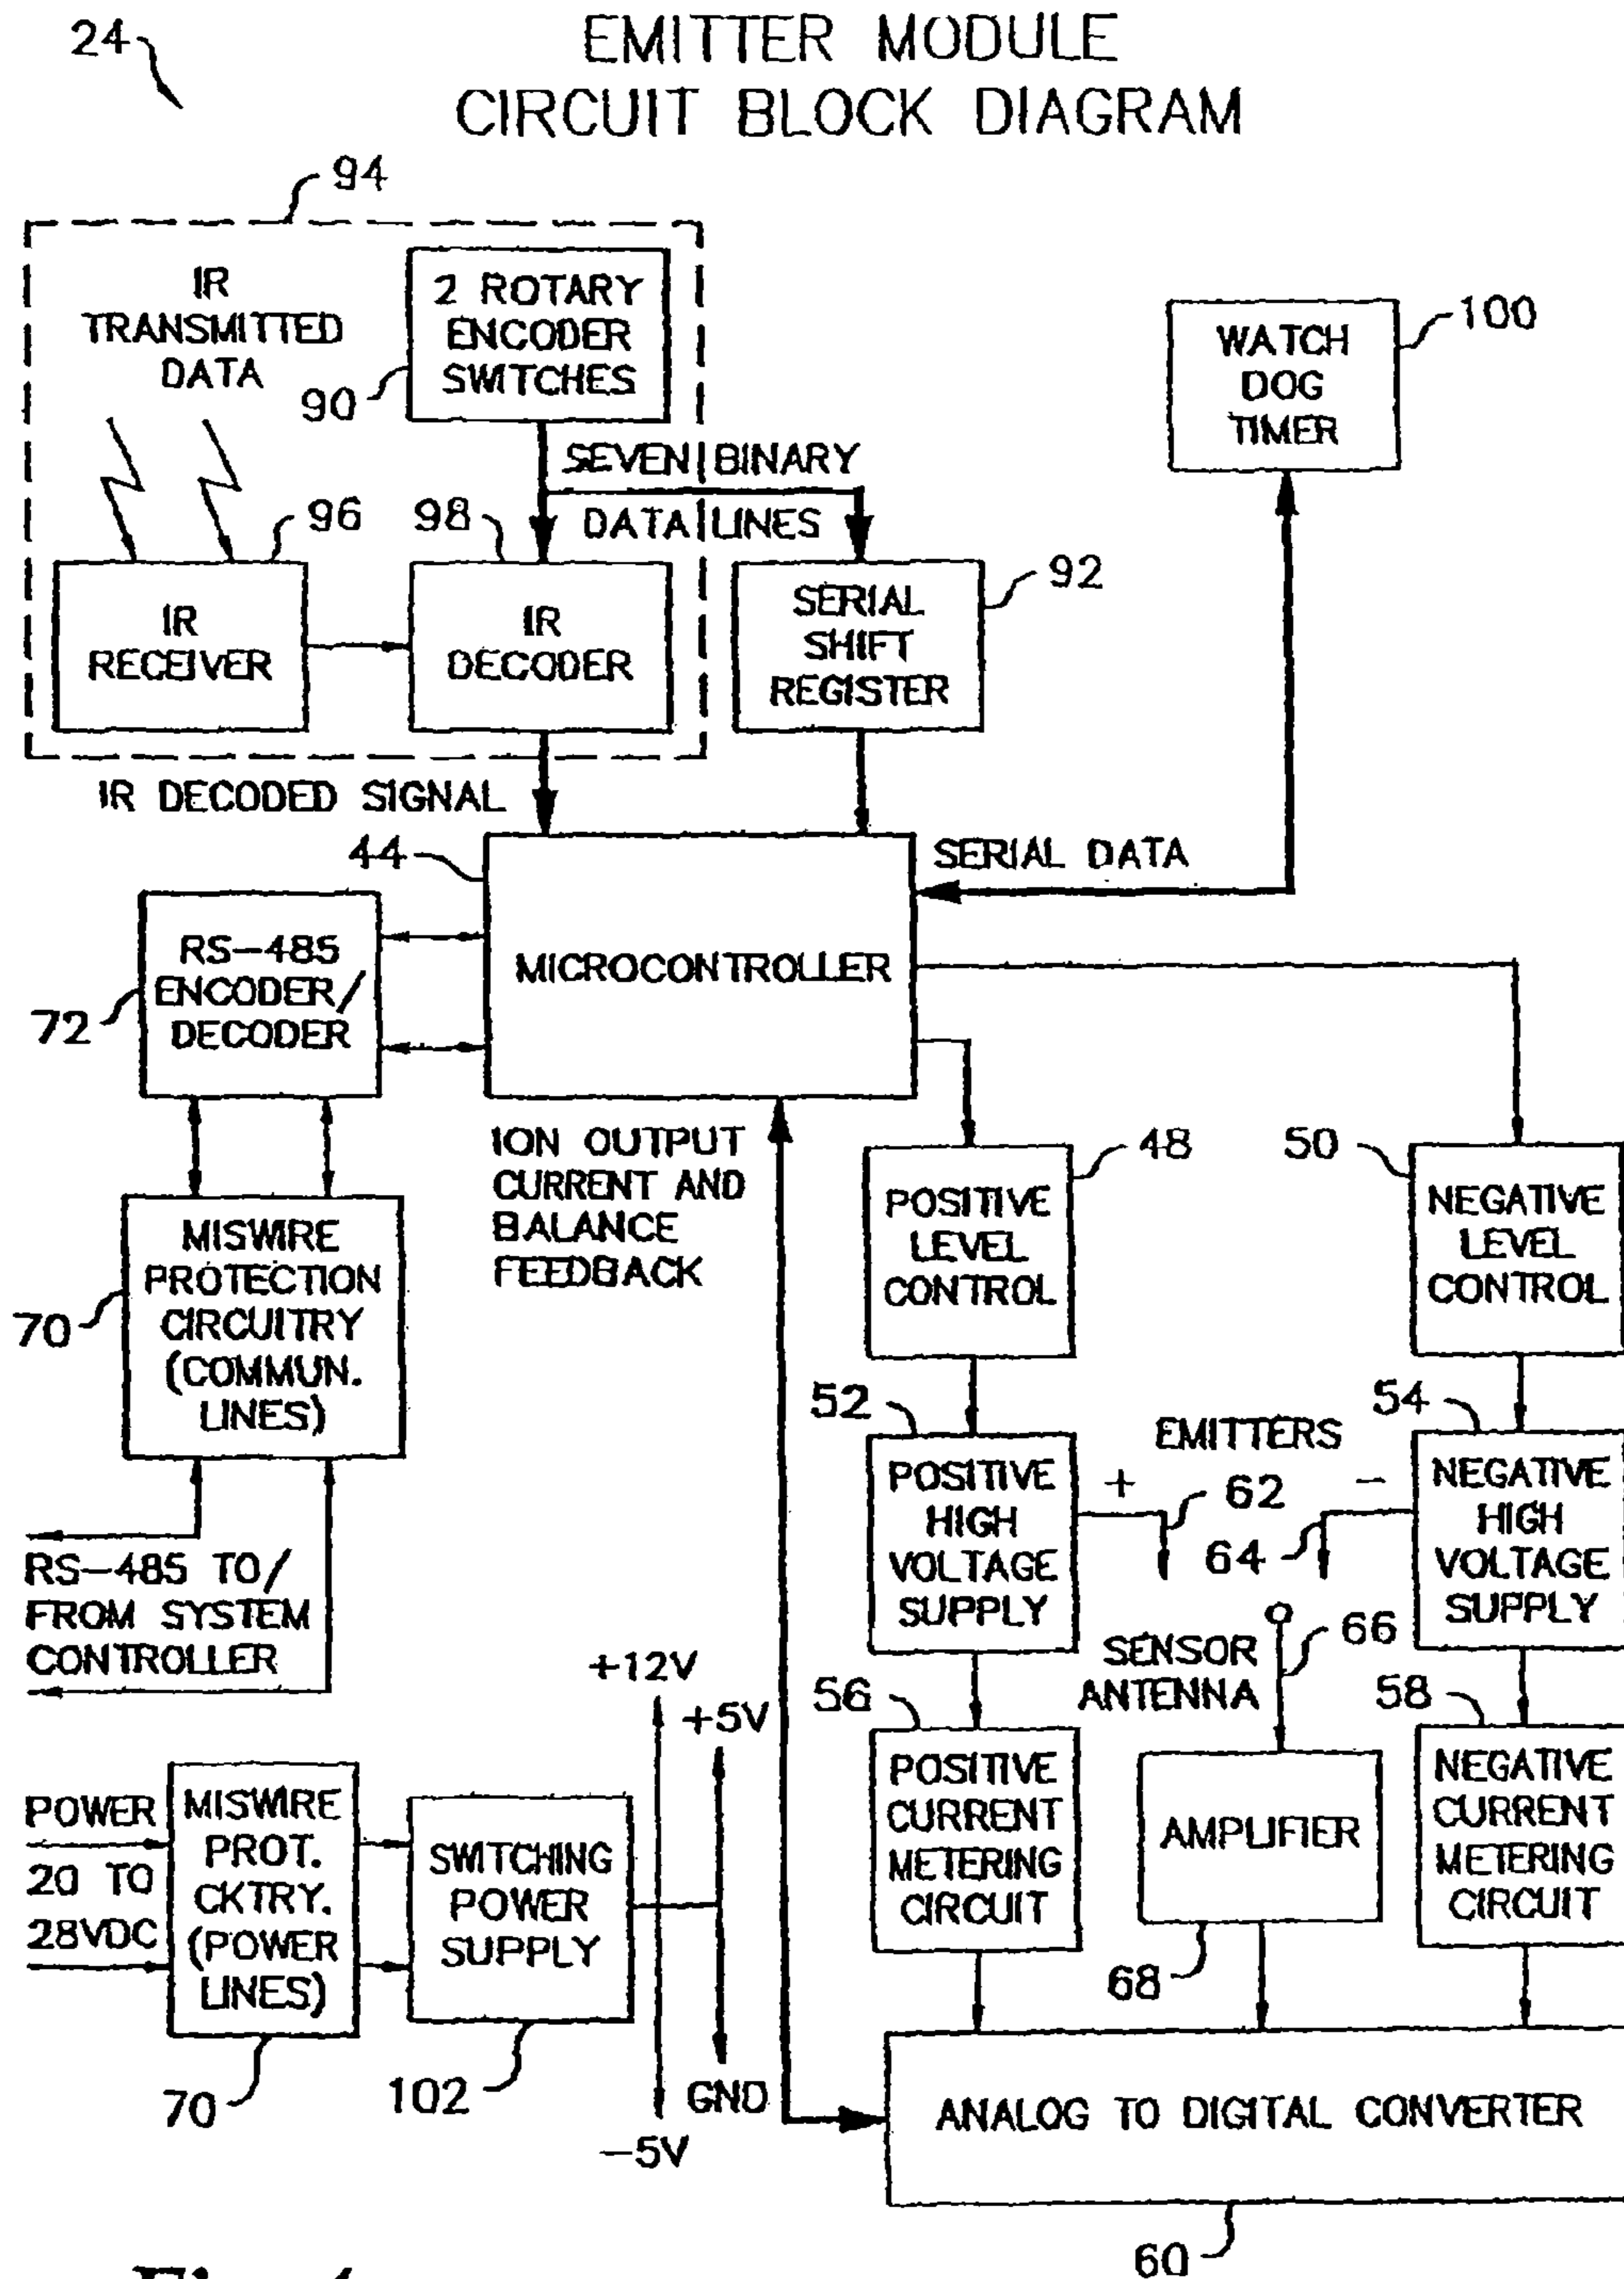 24
EMITTER MODULE
CIRCUIT BLOCK DIAGRAM
94
IR
TRANSMITTED
DATA
2 ROTARY
ENCODER
SWITCHES
90
WATCH
DOG
TIMER
100
SEVEN BINARY
DATA LINES
96
98
92
IR
RECEIVER
IR
DECODER
SERIAL
SHIFT
REGISTER
IR DECODED SIGNAL
44
SERIAL DATA
MICROCONTROLLER
RS-485
ENCODER/
DECODER
72
ION OUTPUT
CURRENT AND
BALANCE
FEEDBACK
MISWIRE
PROTECTION
CIRCUITRY
(COMMUN.
LINES)
70
POSITIVE
LEVEL
CONTROL
48
50
NEGATIVE
LEVEL
CONTROL
52
POSITIVE
HIGH
VOLTAGE
SUPPLY
EMITTERS
+
62
-
64
54
NEGATIVE
HIGH
VOLTAGE
SUPPLY
RS-485 TO/
FROM SYSTEM
CONTROLLER
SENSOR
ANTENNA
66
56
POSITIVE
CURRENT
METERING
CIRCUIT
AMPLIFIER
68
58
NEGATIVE
CURRENT
METERING
CIRCUIT
+12V
+5V
POWER
20 TO
28VDC
MISWIRE
PROT.
CKTRY.
(POWER
LINES)
70
SWITCHING
POWER
SUPPLY
102
GND
-5V
ANALOG TO DIGITAL CONVERTER
60